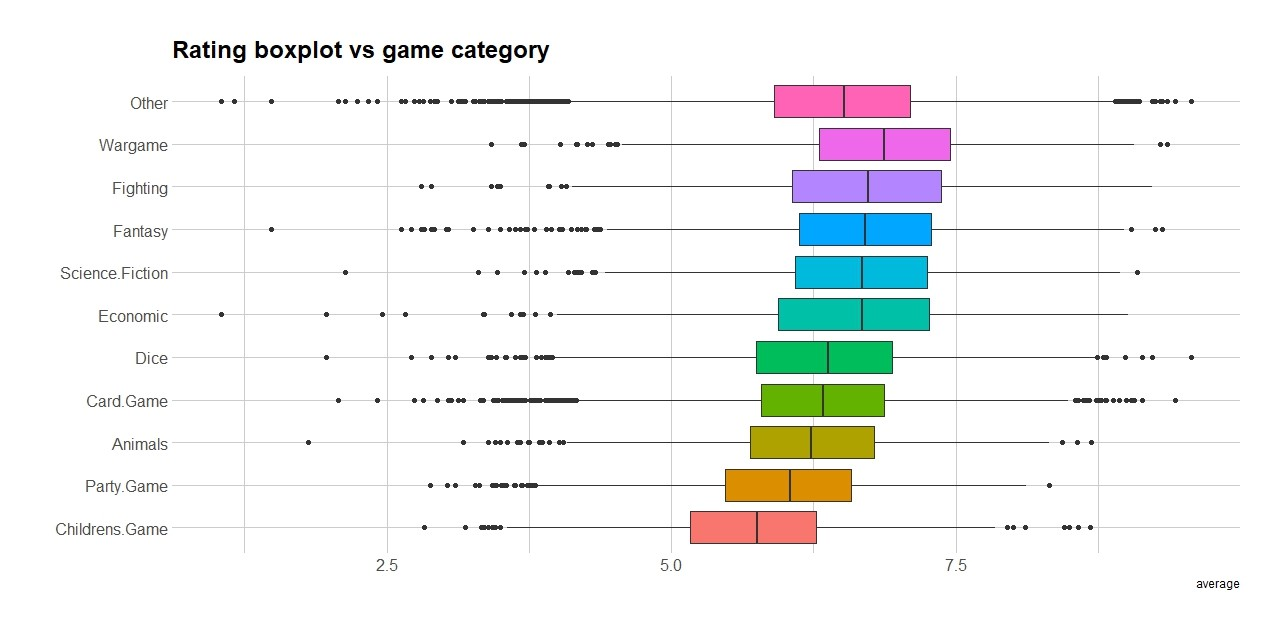 Rating boxplot vs game category
Other
Wargame
Fighting
Fantasy
Science.Fiction
Economic
Dice
Card.Game
Animals
Party.Game
Childrens.Game
2.5 5.0 7.5
average